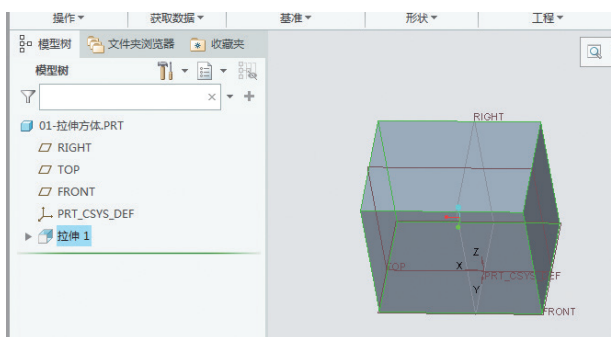 操作▾ 获取数据▾ 基准▾ 形状▾ 工程▾
模型树 文件夹浏览器 收藏夹
模型树
01-拉伸方体.PRT
RIGHT
TOP
FRONT
PRT_CSYS_DEF
拉伸 1
RIGHT
Z
TOP X PRT_CSYS_DEF
Y
FRONT